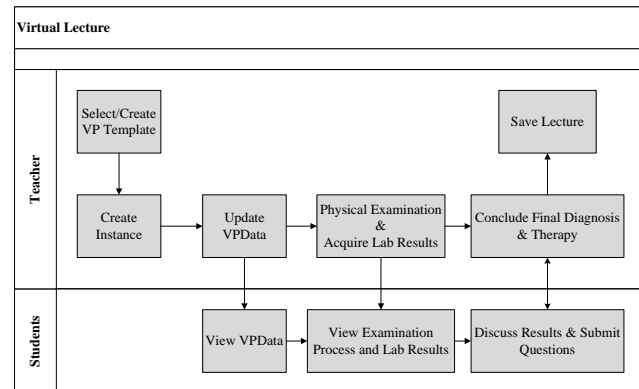 Virtual Lecture
Teacher
Select/Create
VP Template
Save Lecture
Create
Instance
Update
VPData
Physical Examination
&
Acquire Lab Results
Conclude Final Diagnosis
& Therapy
Students
View VPData
View Examination
Process and Lab Results
Discuss Results & Submit
Questions